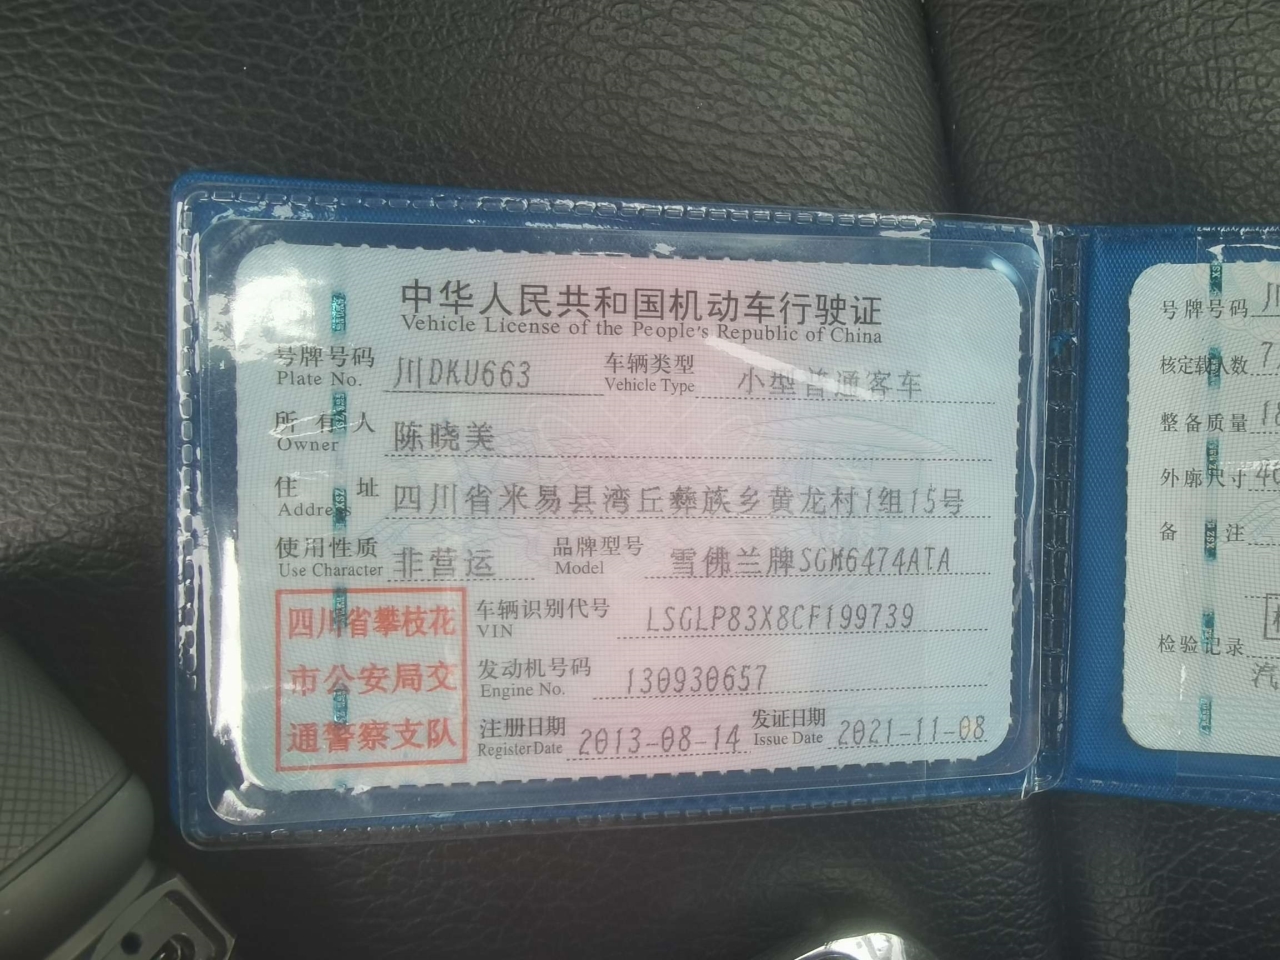 中华人民共和国机动车行驶证
Vehicle License of the People's Republic of China
号牌号码 川DKU663 车辆类型 小型普通客车
Plate No. Vehicle Type
所有人 陈晓美
Owner
住址 四川省米易县湾丘彝族乡黄龙村1组15号
Address
使用性质 非营运 品牌型号 雪佛兰牌SGM6474ATA
Use Character Model
四川省攀枝花
市公安局交
通警察支队
车辆识别代号 LSGLP83X8CF199739
VIN
发动机号码 130930657
Engine No.
注册日期 2013-08-14 发证日期 2021-11-08
Register Date Issue Date
号牌号码 川
核定载人数 7
整备质量
外廓尺寸
备注
检验记录
汽